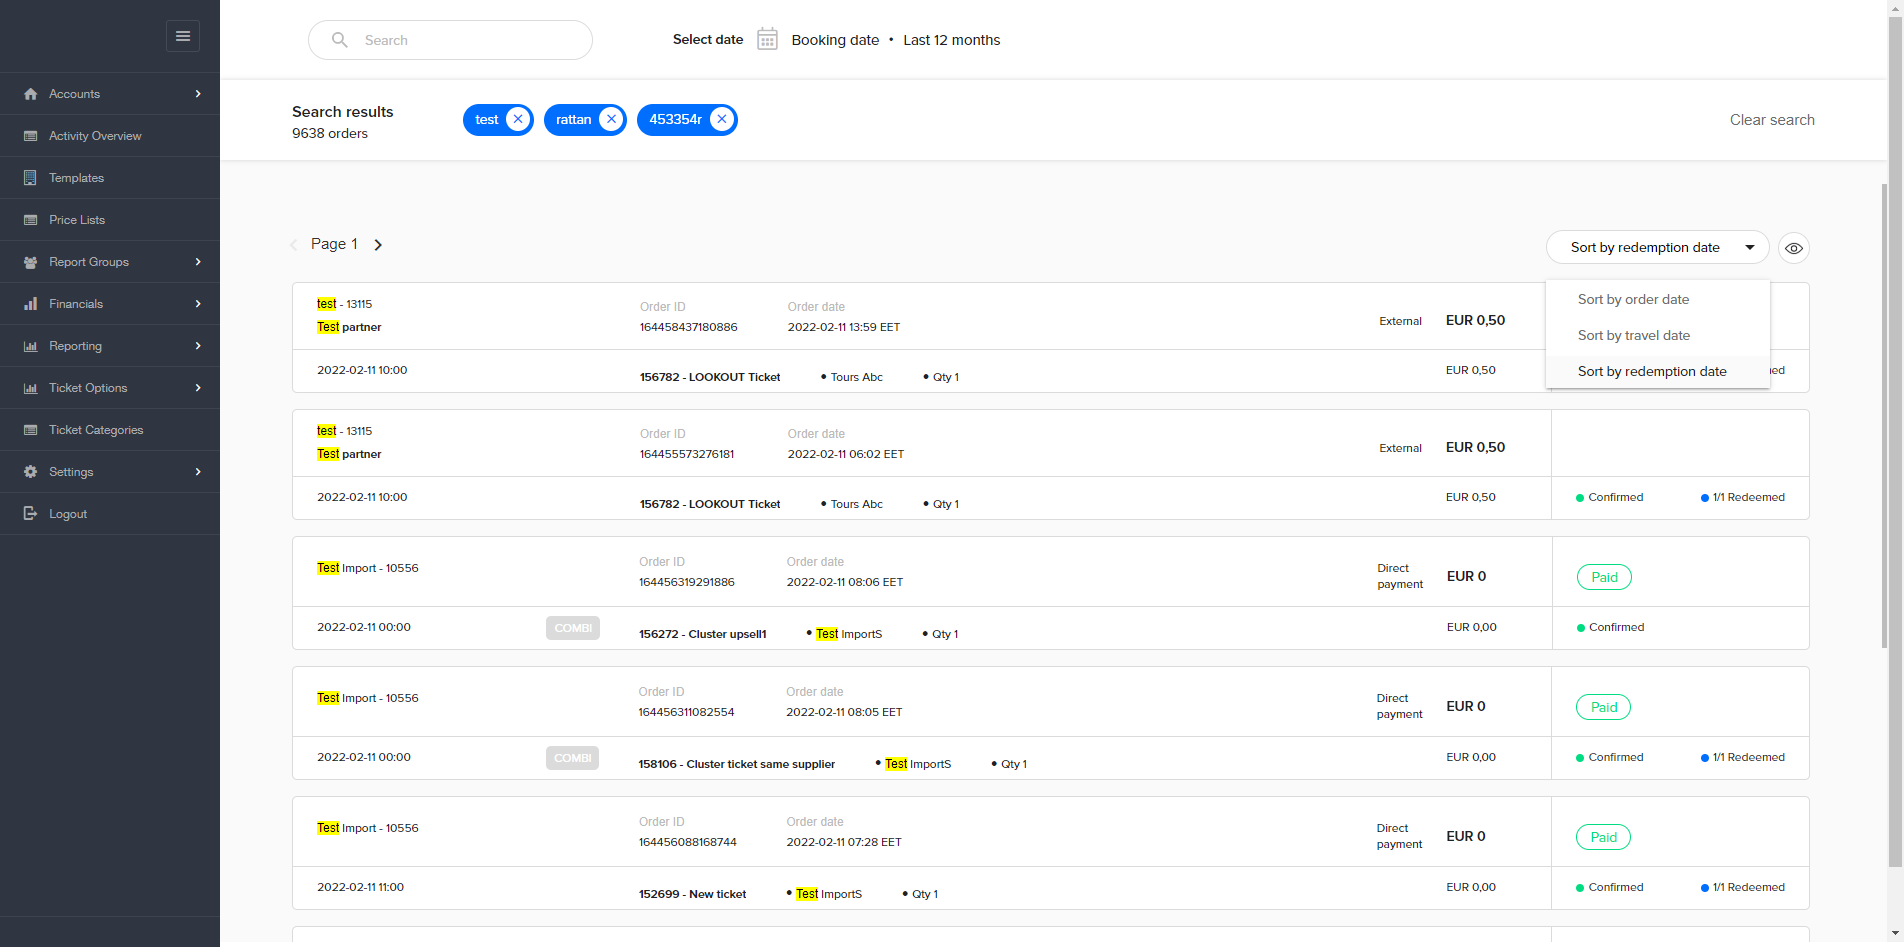 Accounts
Activity Overview
Templates
Price Lists
Report Groups
Financials
Reporting
Ticket Options
Ticket Categories
Settings
Logout
Search
Select date Booking date • Last 12 months
Search results
9638 orders
test rattan 453354r
Clear search
Page 1
Sort by redemption date
Sort by order date
Sort by travel date
Sort by redemption date
test - 13115
Test partner
Order ID
164458437180886
Order date
2022-02-11 13:59 EET
External EUR 0,50
2022-02-11 10:00 156782 - LOOKOUT Ticket • Tours Abc • Qty 1 EUR 0,50
test - 13115
Test partner
Order ID
164455573276181
Order date
2022-02-11 06:02 EET
External EUR 0,50
2022-02-11 10:00 156782 - LOOKOUT Ticket • Tours Abc • Qty 1 EUR 0,50 Confirmed 1/1 Redeemed
Test Import - 10556
Order ID
164456319291886
Order date
2022-02-11 08:06 EET
Direct
payment
EUR 0
Paid
2022-02-11 00:00 COMBI 156272 - Cluster upsell1 • Test ImportS • Qty 1 EUR 0,00 Confirmed
Test Import - 10556
Order ID
164456311082554
Order date
2022-02-11 08:05 EET
Direct
payment
EUR 0
Paid
2022-02-11 00:00 COMBI 158106 - Cluster ticket same supplier • Test ImportS • Qty 1 EUR 0,00 Confirmed 1/1 Redeemed
Test Import - 10556
Order ID
164456088168744
Order date
2022-02-11 07:28 EET
Direct
payment
EUR 0
Paid
2022-02-11 11:00 152699 - New ticket • Test ImportS • Qty 1 EUR 0,00 Confirmed 1/1 Redeemed